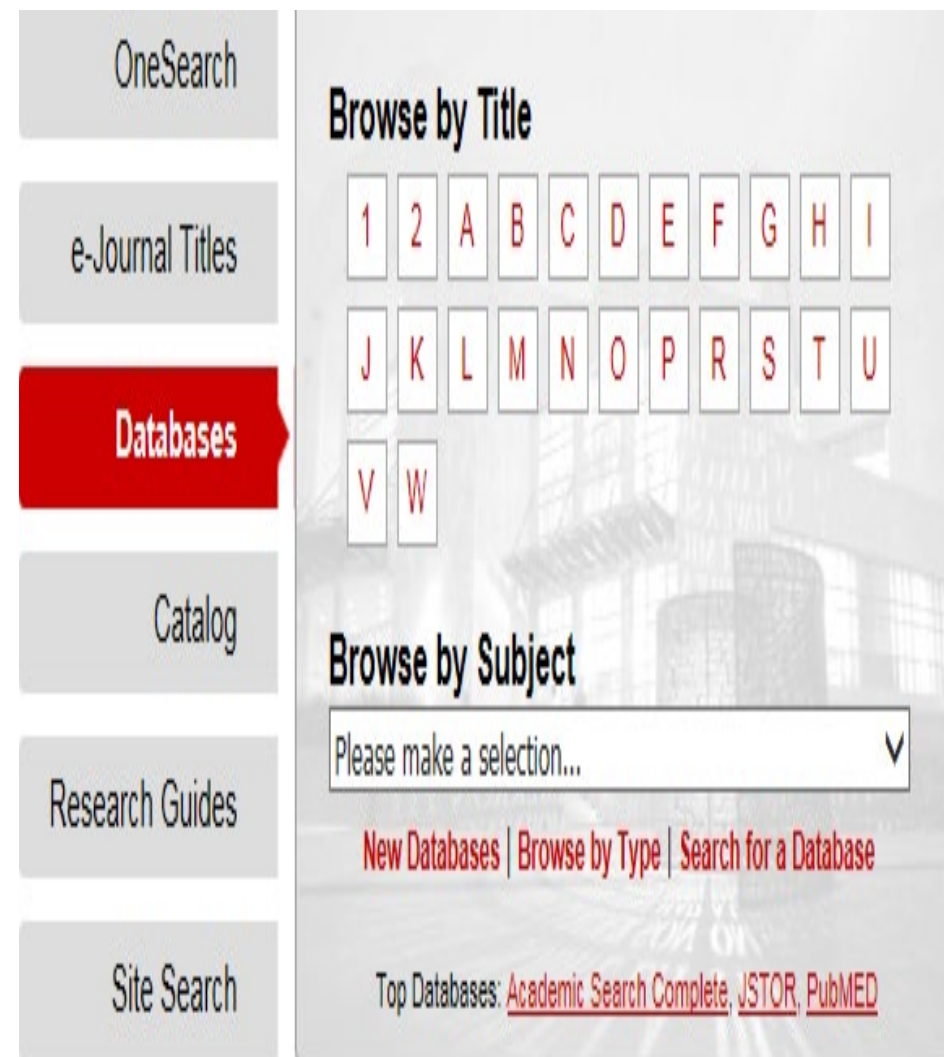 OneSearch
e-Journal Titles
Databases
Catalog
Research Guides
Site Search
Browse by Title
1 2 A B C D E F G H I
J K L M N O P R S T U
V W
Browse by Subject
Please make a selection...
New Databases | Browse by Type | Search for a Database
Top Databases: Academic Search Complete, JSTOR, PubMED